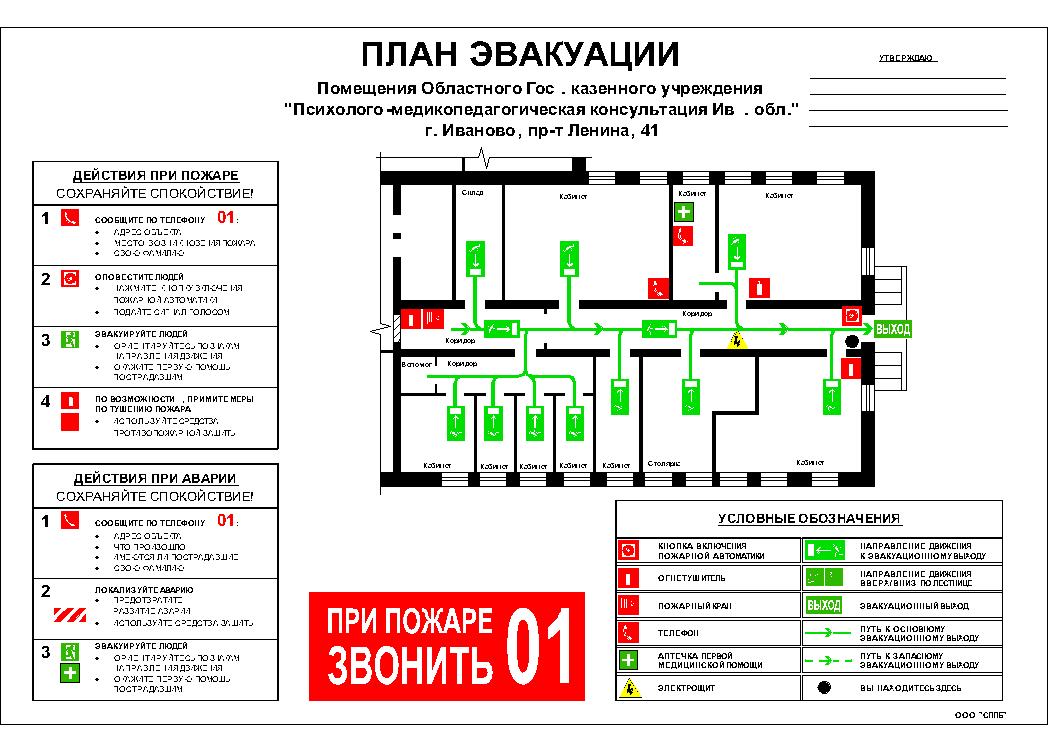 ПЛАН ЭВАКУАЦИИ
Помещения Областного Гос . казенного учреждения
"Психолого-медикопедагогическая консультация Ив . обл."
г. Иваново, пр-т Ленина, 41
УТВЕРЖДАЮ
ДЕЙСТВИЯ ПРИ ПОЖАРЕ
СОХРАНЯЙТЕ СПОКОЙСТВИЕ!
1
СООБЩИТЕ ПО ТЕЛЕФОНУ 01:
АДРЕС ОБЪЕКТА
МЕСТО ВОЗНИКНОВЕНИЯ ПОЖАРА
СВОЮ ФАМИЛИЮ
2
ОПОВЕСТИТЕ ЛЮДЕЙ
НАЖМИТЕ КНОПКУ ВКЛЮЧЕНИЯ
ПОЖАРНОЙ АВТОМАТИКИ
ПОДАЙТЕ СИГНАЛ ГОЛОСОМ
3
ЭВАКУИРУЙТЕ ЛЮДЕЙ
ОРИЕНТИРУЙТЕСЬ ПО ЗНАКАМ
НАПРАВЛЕНИЯ ДВИЖЕНИЯ
ОКАЖИТЕ ПЕРВУЮ ПОМОЩЬ
ПОСТРАДАВШИМ
4
ПО ВОЗМОЖНОСТИ , ПРИМИТЕ МЕРЫ
ПО ТУШЕНИЮ ПОЖАРА
ИСПОЛЬЗУЙТЕ СРЕДСТВА
ПРОТИВОПОЖАРНОЙ ЗАЩИТЫ
ДЕЙСТВИЯ ПРИ АВАРИИ
СОХРАНЯЙТЕ СПОКОЙСТВИЕ!
1
СООБЩИТЕ ПО ТЕЛЕФОНУ 01:
АДРЕС ОБЪЕКТА
ЧТО ПРОИЗОШЛО
ИМЕЮТСЯ ЛИ ПОСТРАДАВШИЕ
СВОЮ ФАМИЛИЮ
2
ЛОКАЛИЗУЙТЕ АВАРИЮ
ПРЕДОТВРАТИТЕ
РАЗВИТИЕ АВАРИИ
ИСПОЛЬЗУЙТЕ СРЕДСТВА ЗАЩИТЫ
3
ЭВАКУИРУЙТЕ ЛЮДЕЙ
ОРИЕНТИРУЙТЕСЬ ПО ЗНАКАМ
НАПРАВЛЕНИЯ ДВИЖЕНИЯ
ОКАЖИТЕ ПЕРВУЮ ПОМОЩЬ
ПОСТРАДАВШИМ
Склад
Кабинет
Кабинет
Кабинет
Коридор
Коридор
ВЫХОД
Вспомог
Коридор
Кабинет
Кабинет
Кабинет
Кабинет
Кабинет
Столярка
Кабинет
ПРИ ПОЖАРЕ
ЗВОНИТЬ 01
УСЛОВНЫЕ ОБОЗНАЧЕНИЯ
КНОПКА ВКЛЮЧЕНИЯ
ПОЖАРНОЙ АВТОМАТИКИ
ОГНЕТУШИТЕЛЬ
ПОЖАРНЫЙ КРАН
ТЕЛЕФОН
АПТЕЧКА ПЕРВОЙ
МЕДИЦИНСКОЙ ПОМОЩИ
ЭЛЕКТРОЩИТ
НАПРАВЛЕНИЕ ДВИЖЕНИЯ
К ЭВАКУАЦИОННОМУ ВЫХОДУ
НАПРАВЛЕНИЕ ДВИЖЕНИЯ
ВВЕРХ/ВНИЗ ПО ЛЕСТНИЦЕ
ВЫХОД
ЭВАКУАЦИОННЫЙ ВЫХОД
ПУТЬ К ОСНОВНОМУ
ЭВАКУАЦИОННОМУ ВЫХОДУ
ПУТЬ К ЗАПАСНОМУ
ЭВАКУАЦИОННОМУ ВЫХОДУ
ВЫ НАХОДИТЕСЬ ЗДЕСЬ
ООО "СППБ"